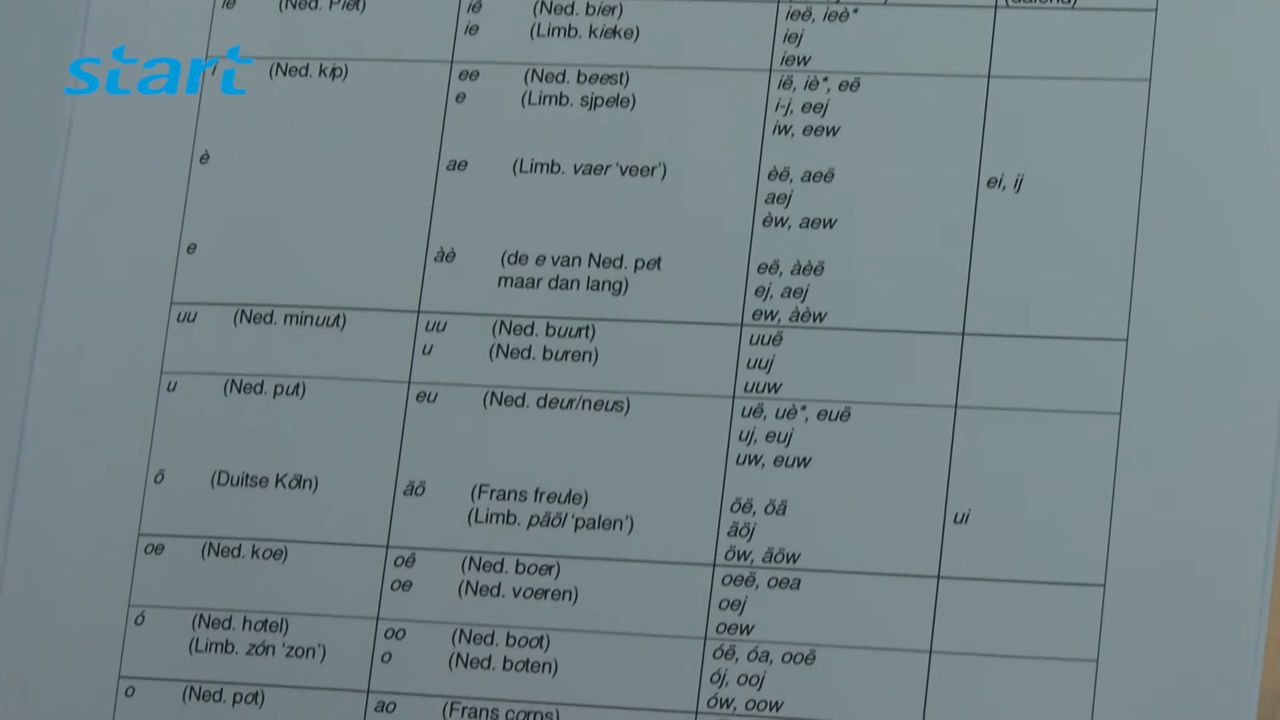 ie (Ned. Piet) iê (Ned. bier) ieë, ieè*
ie (Limb. kieke) iej
iew
start
i (Ned. kip) ee (Ned. beest) ië, iè*, eë
e (Limb. sjpele) i-j, eej
iw, eew
è ae (Limb. vaer ‘veer’) èë, aeë ei, ij
aej
èw, aew
e àè (de e van Ned. pet eë, àèë
maar dan lang) ej, aej
ew, àèw
uu (Ned. minuut) uu (Ned. buurt) uuë
u (Ned. buren) uuj
uuw
u (Ned. put) eu (Ned. deur/neus) uë, uè*, euë
uj, euj
uw, euw
ö (Duitse Köln) äö (Frans freule) öë, öä ui
(Limb. päöl ‘palen’) äöj
öw, äöw
oe (Ned. koe) oê (Ned. boer) oeë, oea
oe (Ned. voeren) oej
oew
ó (Ned. hotel) oo (Ned. boot) óë, óa, ooë
(Limb. zón ‘zon’) o (Ned. boten) ój, ooj
ów, oow
o (Ned. pot) ao (Frans corps)